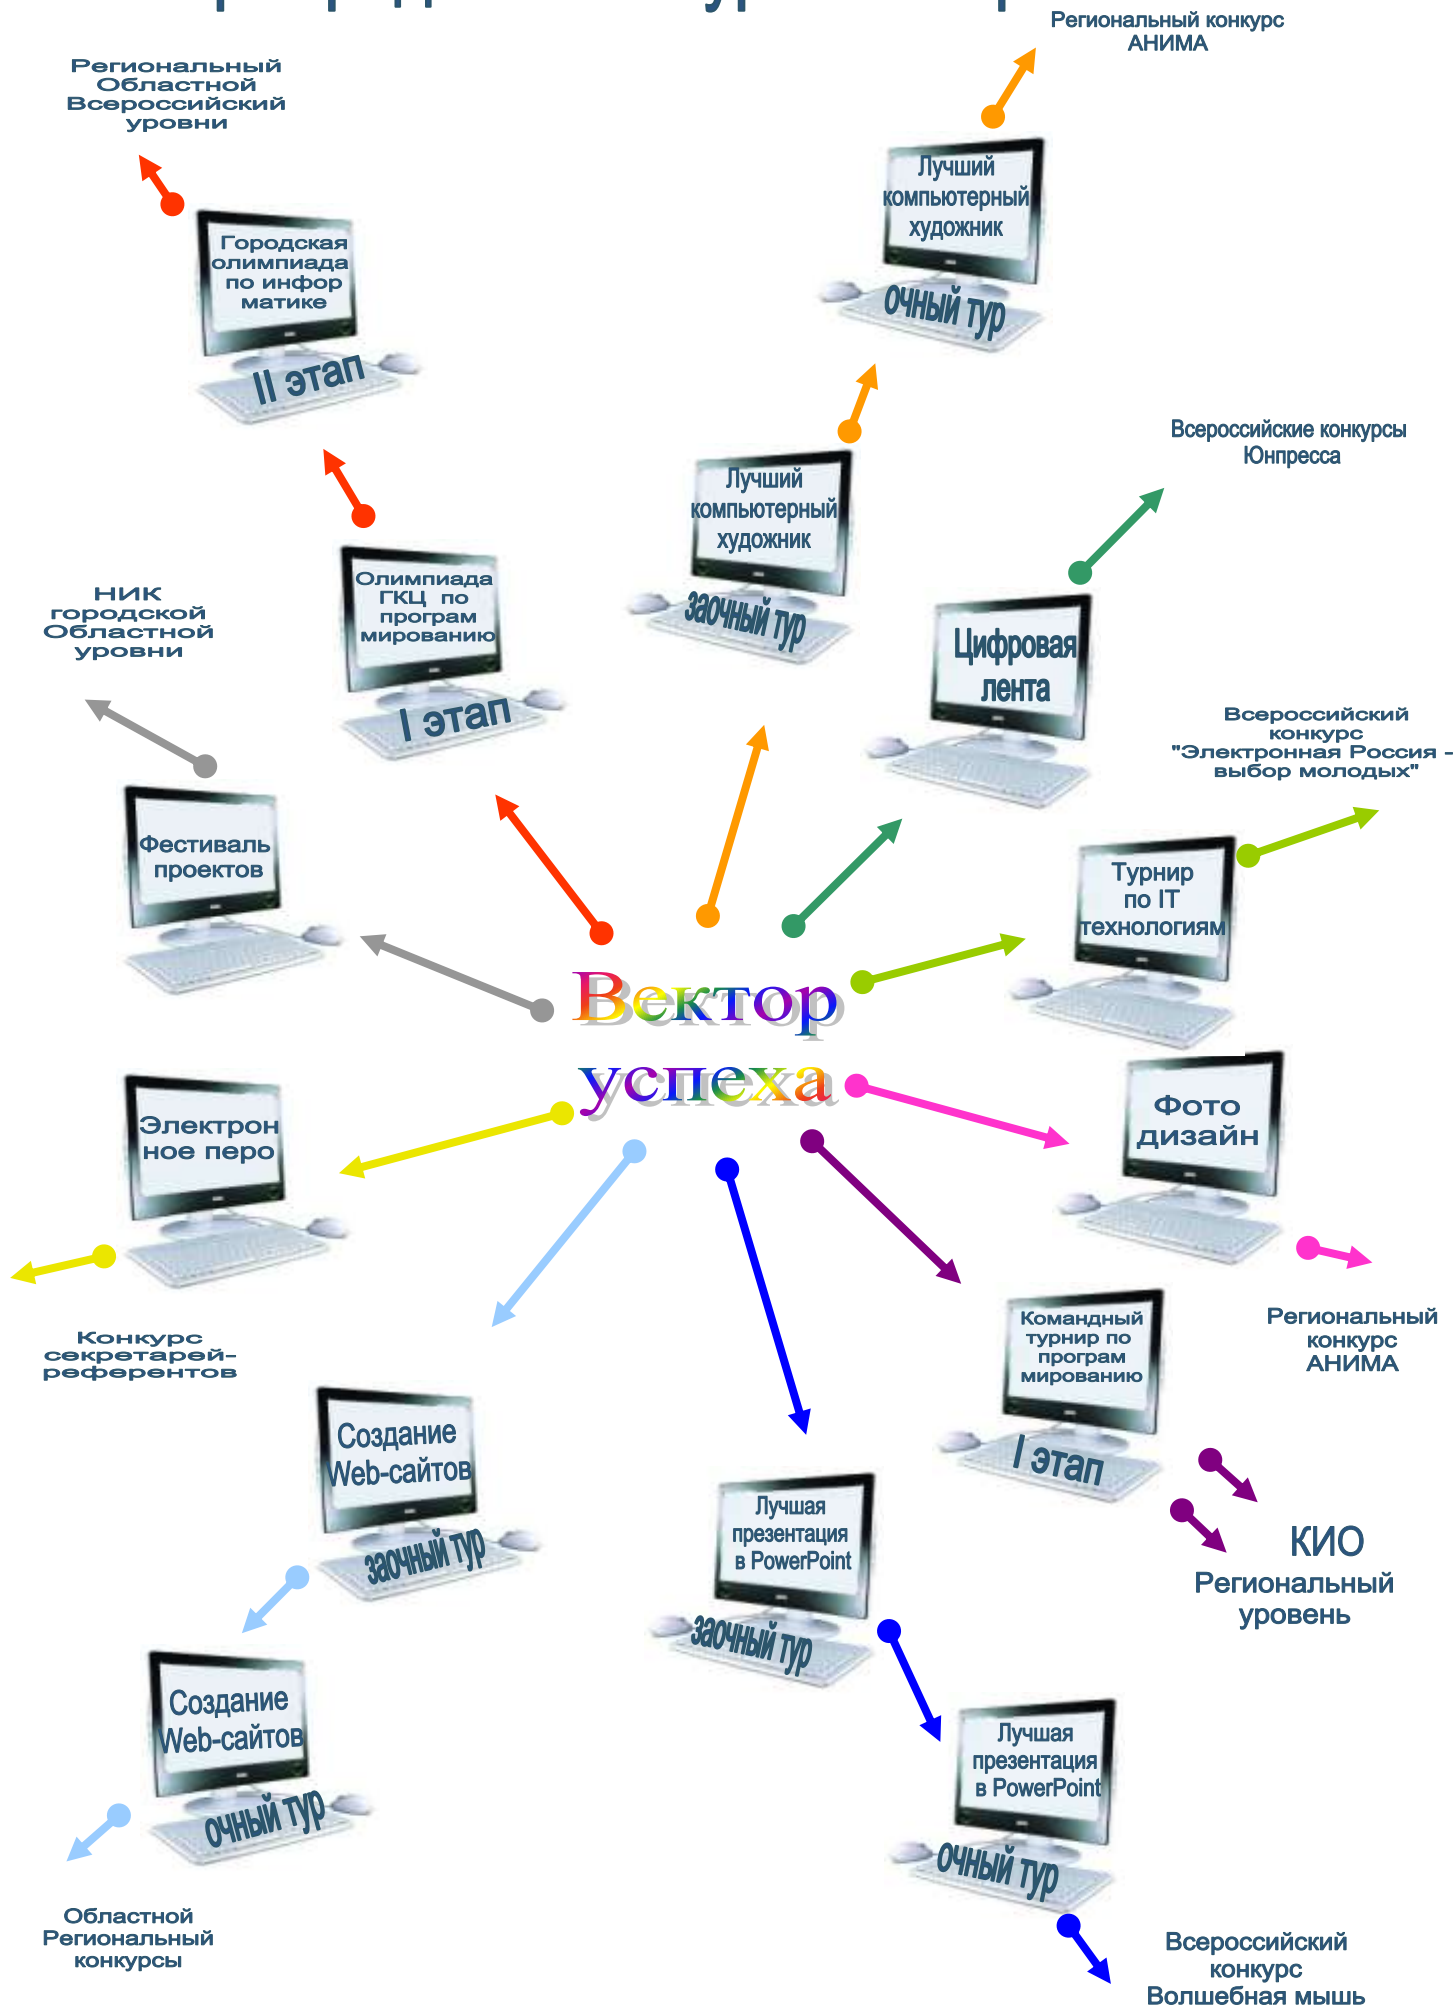 Региональный конкурс
АНИМА
Региональный
Областной
Всероссийский
уровни
Лучший
компьютерный
художник
очный тур
Городская
олимпиада
по инфор
матике
II этап
Всероссийские конкурсы
Юнпресса
Лучший
компьютерный
художник
заочный тур
Олимпиада
ГКЦ по
програм
мированию
I этап
НИК
городской
Областной
уровни
Цифровая
лента
Всероссийский
конкурс
"Электронная Россия -
выбор молодых"
Фестиваль
проектов
Турнир
по IT
технологиям
Вектор
успеха
Электрон
ное перо
Фото
дизайн
Конкурс
секретарей-
референтов
Командный
турнир по
програм
мированию
I этап
Региональный
конкурс
АНИМА
Создание
Web-сайтов
заочный тур
Лучшая
презентация
в PowerPoint
заочный тур
КИО
Региональный
уровень
Создание
Web-сайтов
очный тур
Лучшая
презентация
в PowerPoint
очный тур
Областной
Региональный
конкурсы
Всероссийский
конкурс
Волшебная мышь